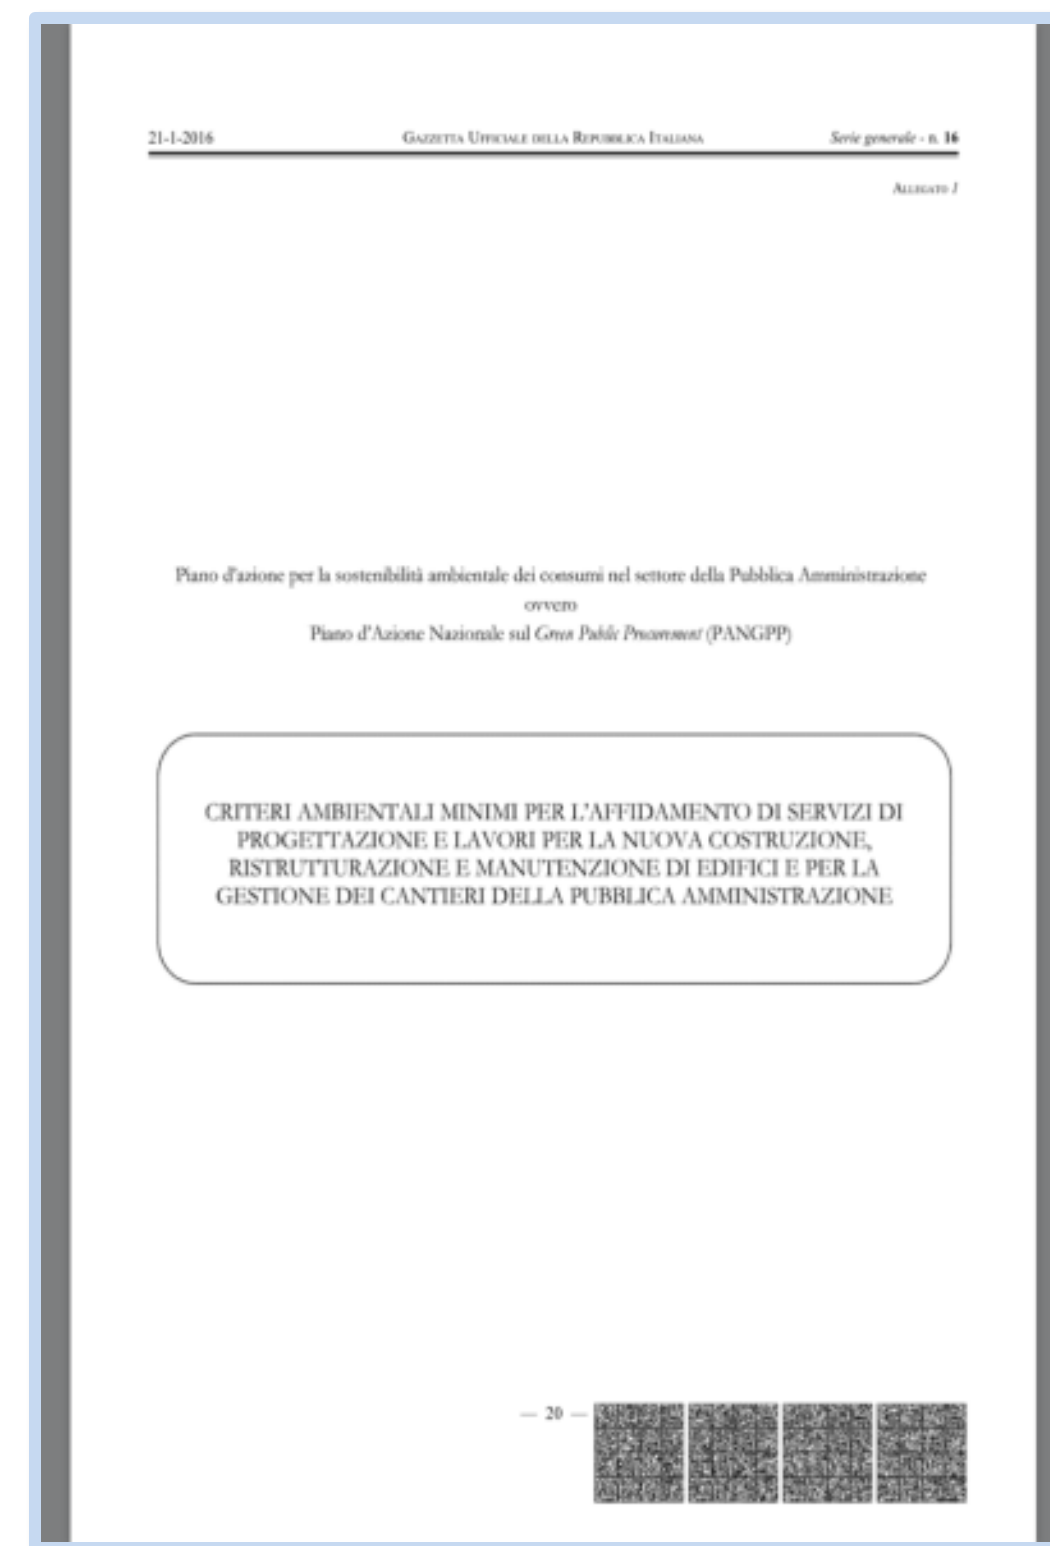 21-1-2016 GAZZETTA UFFICIALE DELLA REPUBBLICA ITALIANA Serie generale - n. 16
ALLEGATO 1
Piano d'azione per la sostenibilità ambientale dei consumi nel settore della Pubblica Amministrazione
ovvero
Piano d'Azione Nazionale sul Green Public Procurement (PANGPP)
CRITERI AMBIENTALI MINIMI PER L'AFFIDAMENTO DI SERVIZI DI
PROGETTAZIONE E LAVORI PER LA NUOVA COSTRUZIONE,
RISTRUTTURAZIONE E MANUTENZIONE DI EDIFICI E PER LA
GESTIONE DEI CANTIERI DELLA PUBBLICA AMMINISTRAZIONE
— 20 —